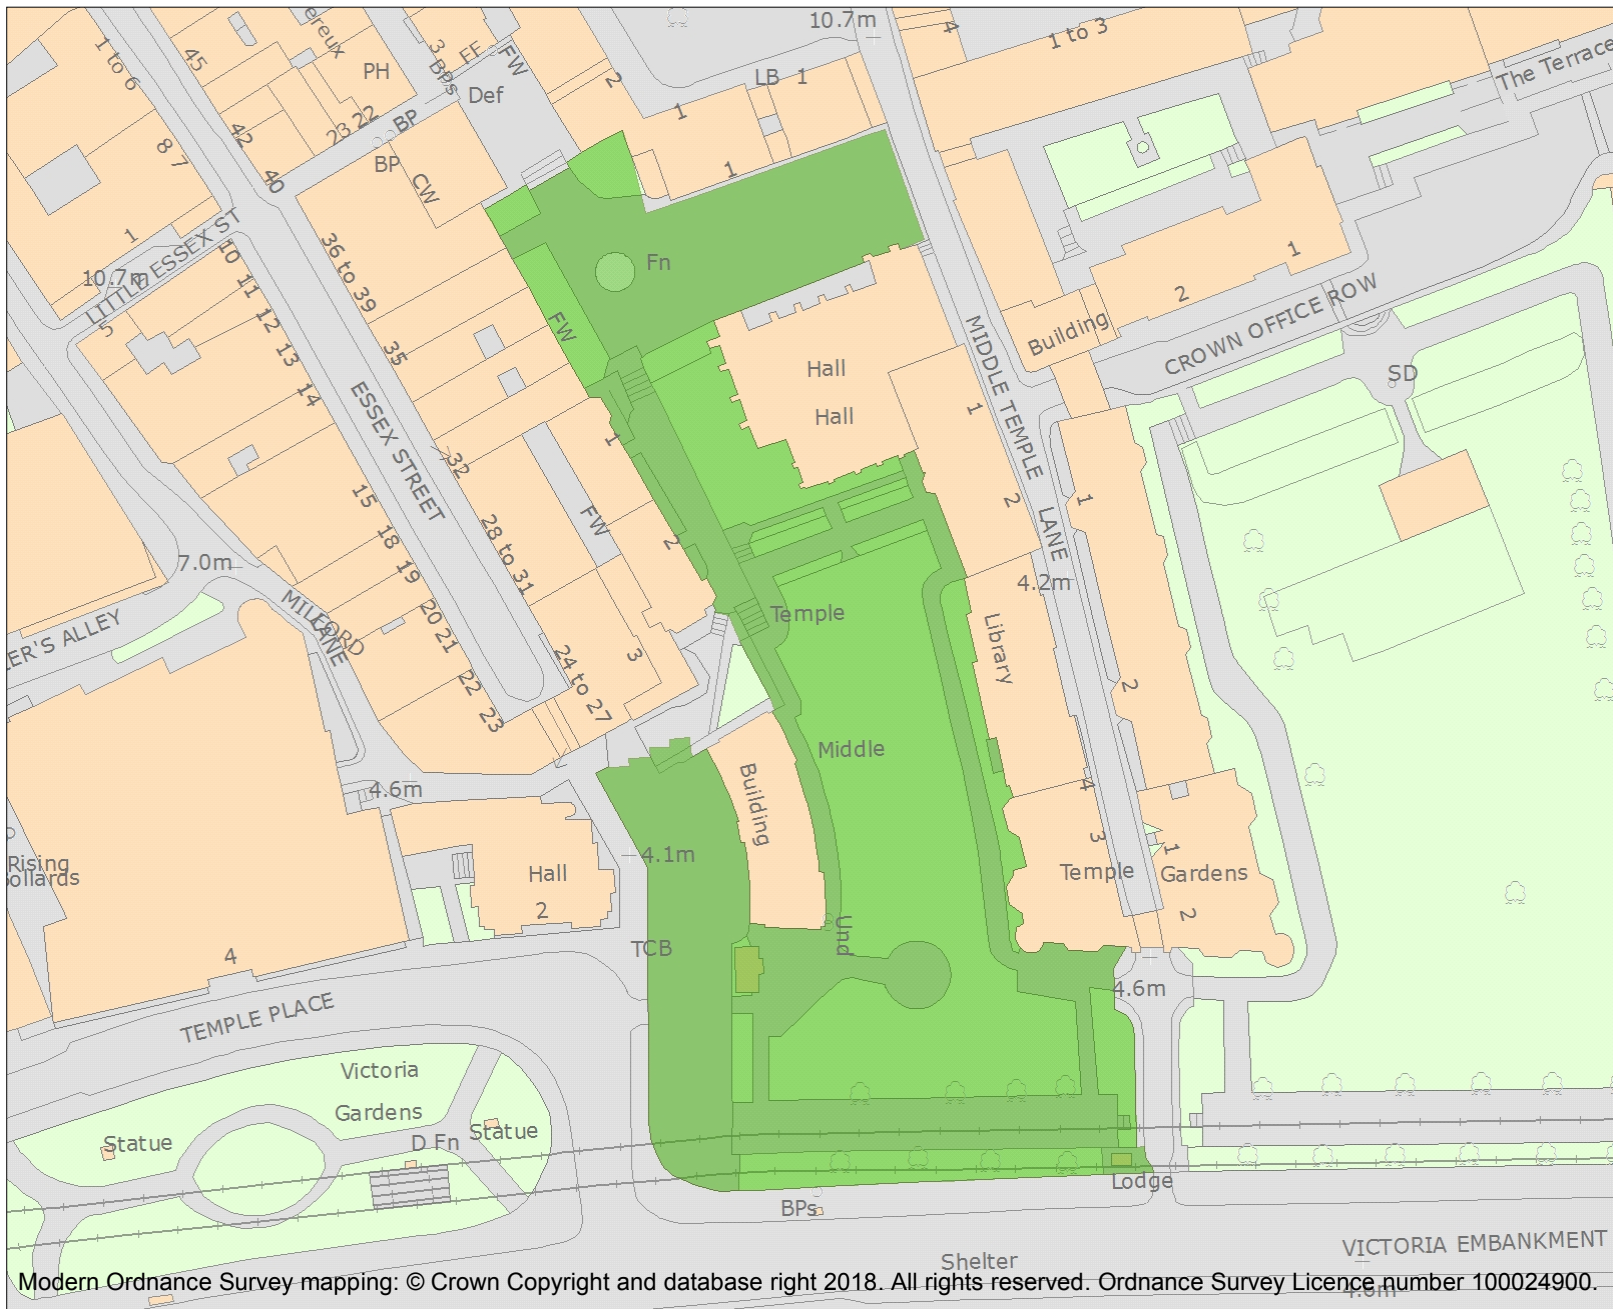 10.7m
4
1 to 3
The Terrace
1 to 6
45
PH
3
BPs
EF
FW
2
LB 1
Def
1
8 7
42
23 22
BP
BP
40
CW
1
1
LITTLE ESSEX ST
10.7m
5
10
11
12
13
14
36 to 39
35
Fn
FW
1
2
Building
CROWN OFFICE ROW
Hall
Hall
MIDDLE TEMPLE LANE
SD
ESSEX STREET
1
1
2
1
32
15
18
19
28 to 31
FW
2
7.0m
4.2m
MILFORD LANE
20 21
22
23
24 to 27
3
Temple
Library
2
Middle
Building
4.6m
4
3
1
4.1m
Rising
Hall
2
Temple
Gardens
2
Und
TCB
4
4.6m
TEMPLE PLACE
Victoria
Gardens
Statue
D Fn
Statue
Lodge
BPs
Shelter
VICTORIA EMBANKMENT
4.6m
Modern Ordnance Survey mapping: © Crown Copyright and database right 2018. All rights reserved. Ordnance Survey Licence number 100024900.